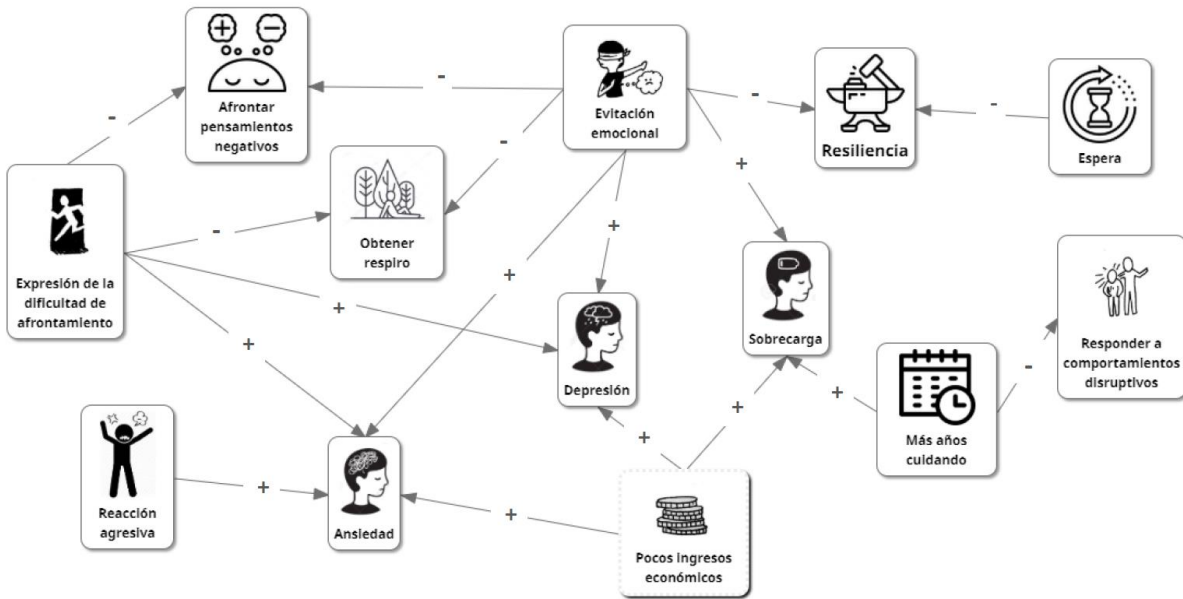 Afrontar
pensamientos
negativos
Evitación
emocional
Resiliencia
Espera
Expresión de la
dificultad de
afrontamiento
Obtener
respiro
Depresión
Sobrecarga
Responder a
comportamientos
disruptivos
Más años
cuidando
Reacción
agresiva
Ansiedad
Pocos ingresos
económicos
-
-
-
-
-
-
+
+
+
+
+
+
+
+
+
-
+